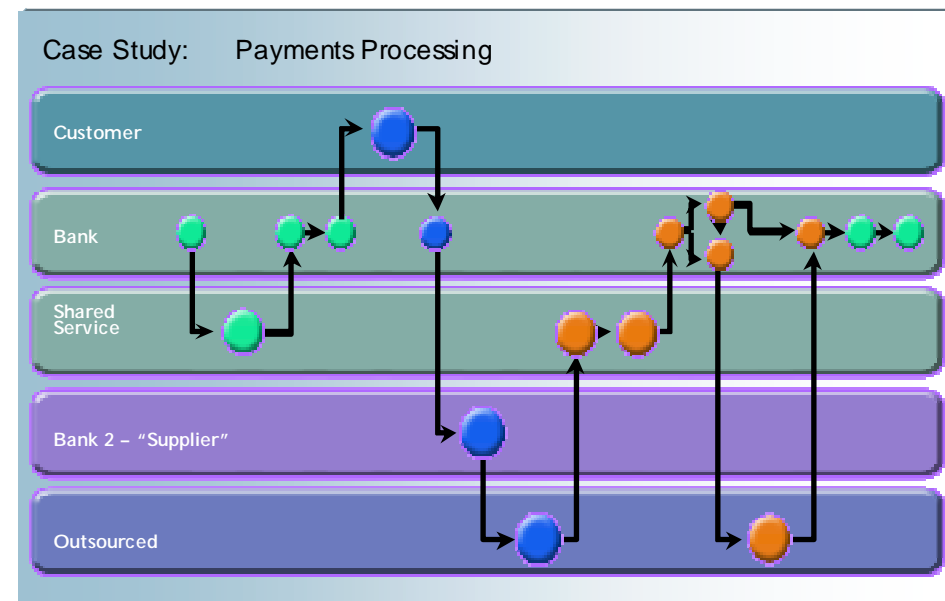 Case Study: Payments Processing
Customer
Bank
Shared
Service
Bank 2 – “Supplier”
Outsourced